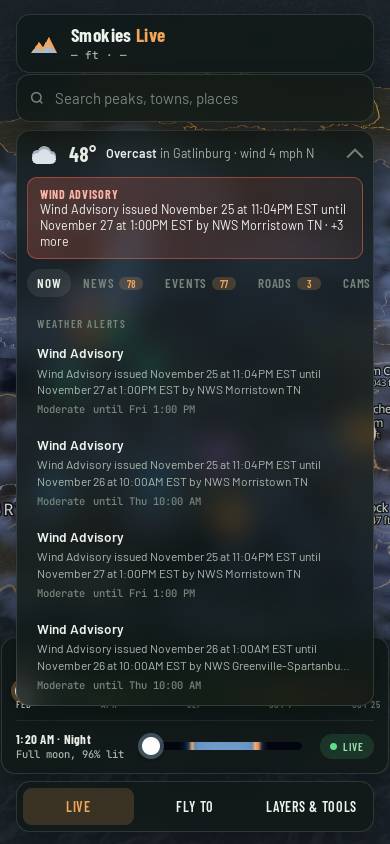 Smokies Live
— ft · —
Search peaks, towns, places
48° Overcast in Gatlinburg · wind 4 mph N
WIND ADVISORY
Wind Advisory issued November 25 at 11:04PM EST until
November 27 at 1:00PM EST by NWS Morristown TN · +3
more
NOW NEWS 78 EVENTS 77 ROADS 3 CAMS
WEATHER ALERTS
Wind Advisory
Wind Advisory issued November 25 at 11:04PM EST until
November 27 at 1:00PM EST by NWS Morristown TN
Moderate until Fri 1:00 PM
Wind Advisory
Wind Advisory issued November 25 at 11:04PM EST until
November 26 at 10:00AM EST by NWS Morristown TN
Moderate until Thu 10:00 AM
Wind Advisory
Wind Advisory issued November 25 at 11:04PM EST until
November 27 at 1:00PM EST by NWS Morristown TN
Moderate until Fri 1:00 PM
Wind Advisory
Wind Advisory issued November 26 at 1:00AM EST until
November 26 at 10:00AM EST by NWS Greenville-Spartanbu...
Moderate until Thu 10:00 AM
1:20 AM · Night
Full moon, 96% lit
LIVE
LIVE FLY TO LAYERS & TOOLS